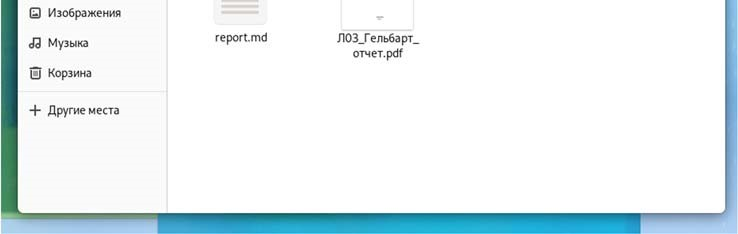 Изображения
Музыка
Корзина
Другие места
report.md
Л03_Гельбарт_
отчет.pdf